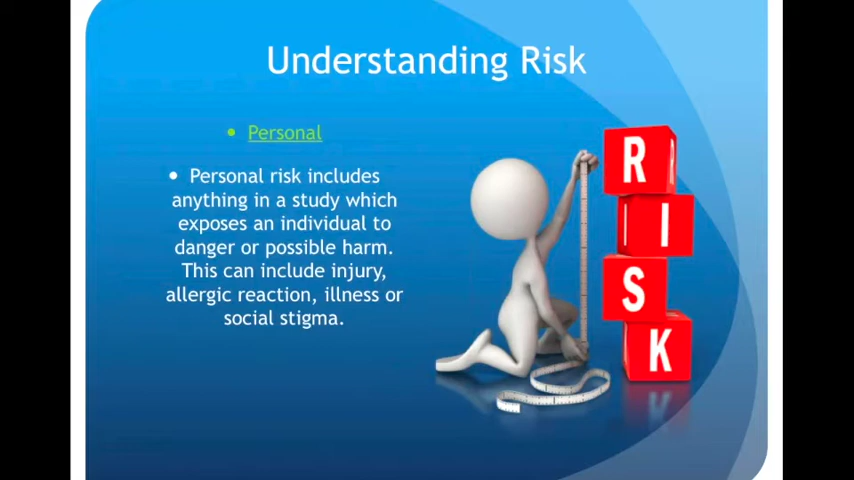 Understanding Risk
• Personal
• Personal risk includes
anything in a study which
exposes an individual to
danger or possible harm.
This can include injury,
allergic reaction, illness or
social stigma.
R
I
S
K